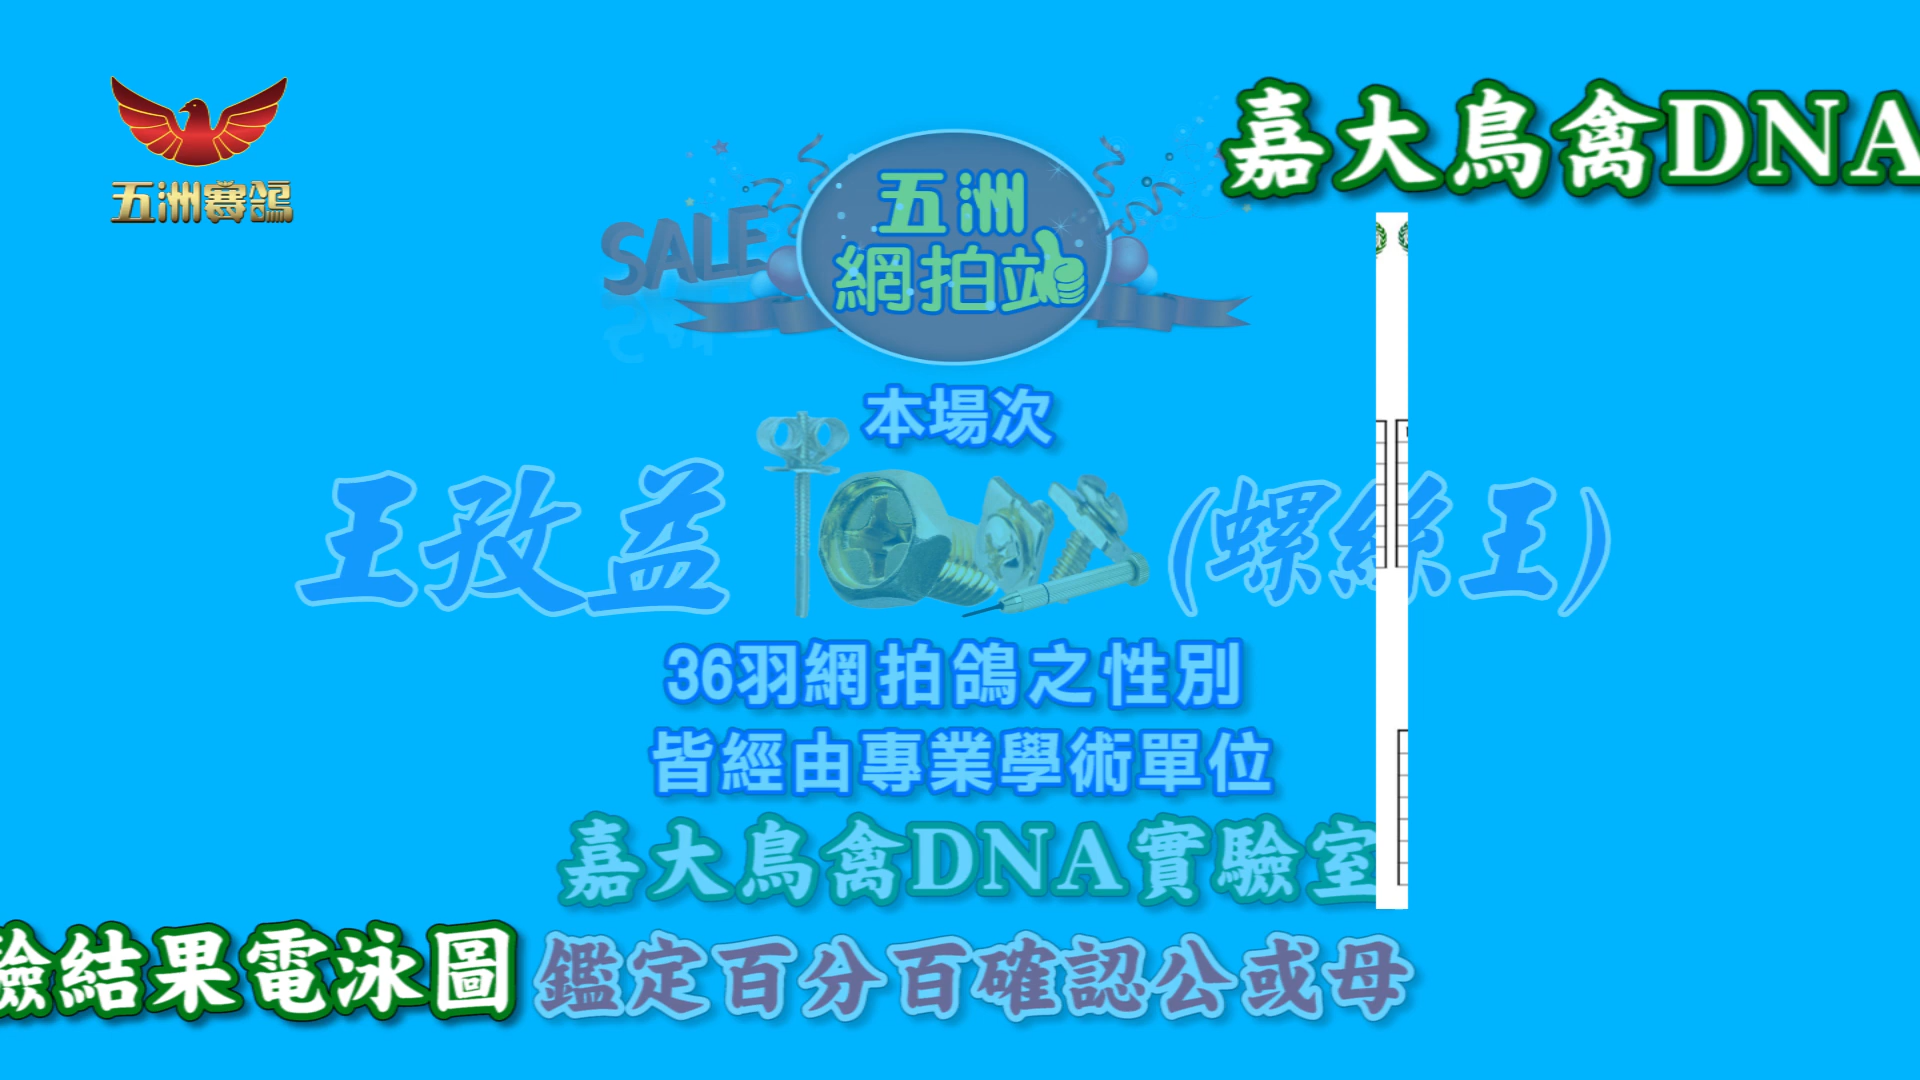 五洲賽鴿
嘉大鳥禽DNA
SALE
五洲
網拍站
本場次
王孜益
(螺絲王)
36羽網拍鴿之性別
皆經由專業學術單位
嘉大鳥禽DNA實驗室
驗結果電泳圖
鑑定百分百確認公或母